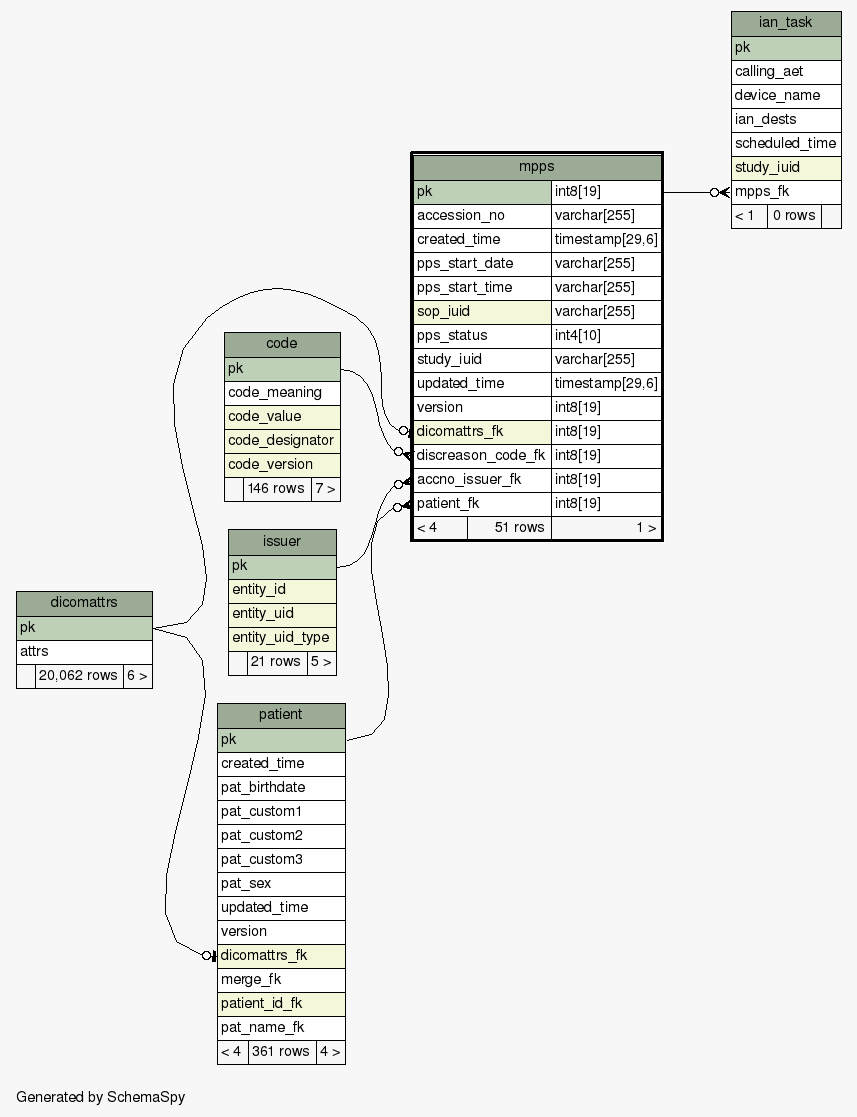 ian_task
pk
calling_aet
device_name
ian_dests
scheduled_time
study_iuid
mpps_fk
< 1 0 rows
mpps
pk int8[19]
accession_no varchar[255]
created_time timestamp[29,6]
pps_start_date varchar[255]
pps_start_time varchar[255]
sop_iuid varchar[255]
pps_status int4[10]
study_iuid varchar[255]
updated_time timestamp[29,6]
version int8[19]
dicomattrs_fk int8[19]
discreason_code_fk int8[19]
accno_issuer_fk int8[19]
patient_fk int8[19]
< 4 51 rows 1 >
code
pk
code_meaning
code_value
code_designator
code_version
146 rows 7 >
issuer
pk
entity_id
entity_uid
entity_uid_type
21 rows 5 >
dicomattrs
pk
attrs
20,062 rows 6 >
patient
pk
created_time
pat_birthdate
pat_custom1
pat_custom2
pat_custom3
pat_sex
updated_time
version
dicomattrs_fk
merge_fk
patient_id_fk
pat_name_fk
< 4 361 rows 4 >
Generated by SchemaSpy